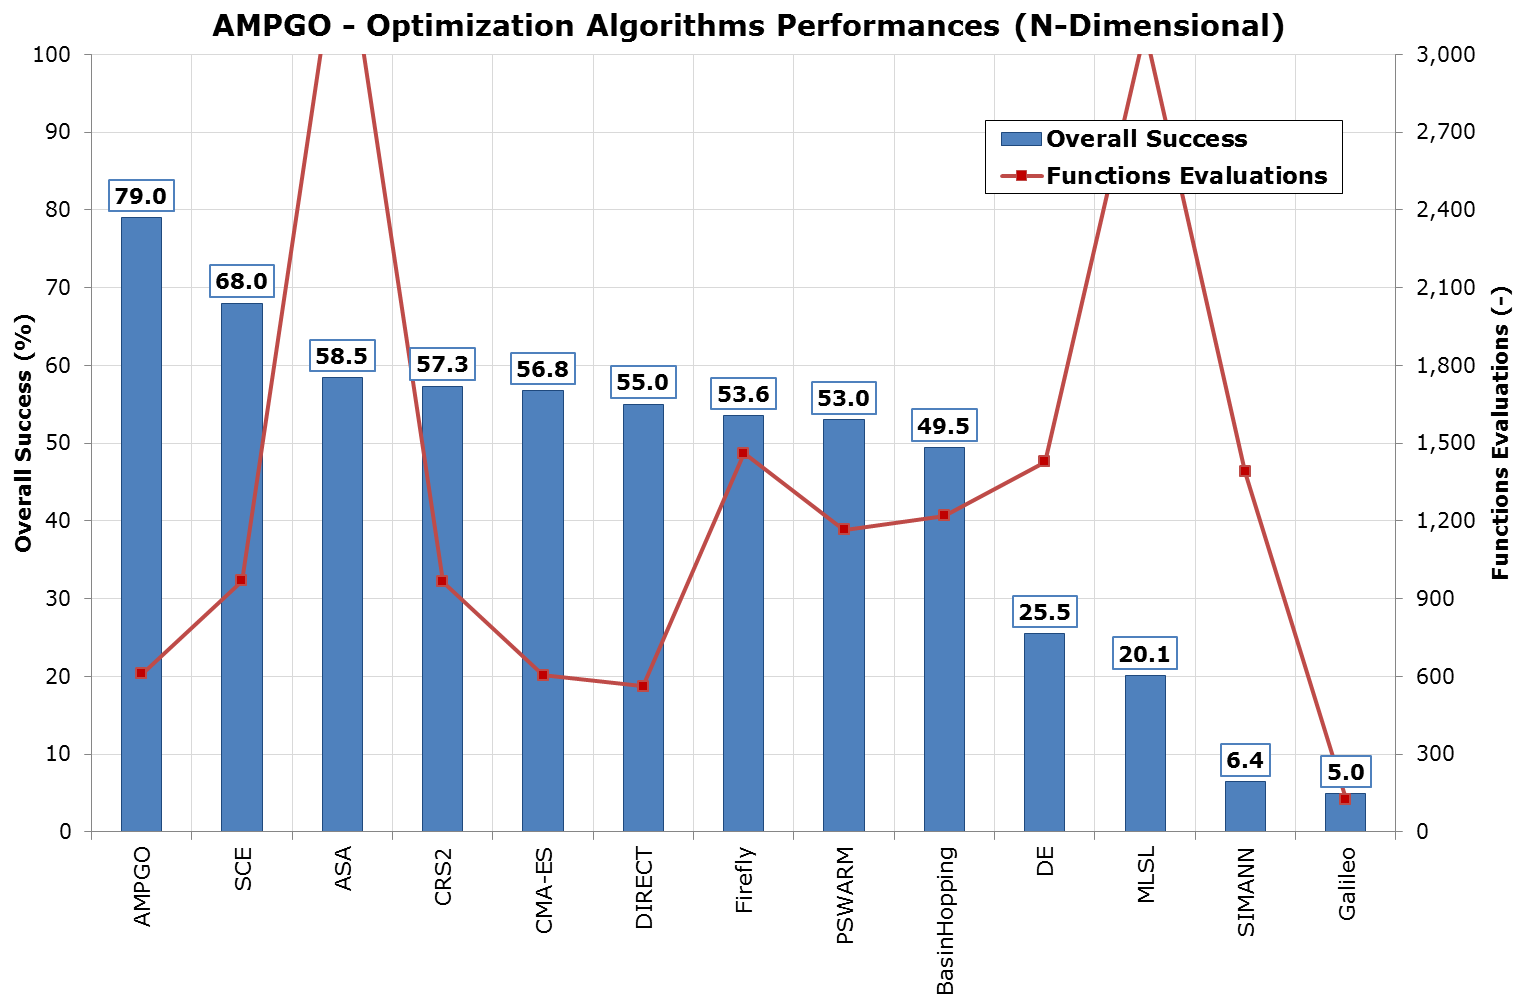 AMPGO - Optimization Algorithms Performances (N-Dimensional)
100
90
80
70
60
50
40
30
20
10
0
Overall Success (%)
3,000
2,700
2,400
2,100
1,800
1,500
1,200
900
600
300
0
Functions Evaluations (-)
Overall Success
Functions Evaluations
79.0
68.0
58.5
57.3
56.8
55.0
53.6
53.0
49.5
25.5
20.1
6.4
5.0
AMPGO
SCE
ASA
CRS2
CMA-ES
DIRECT
Firefly
PSWARM
BasinHopping
DE
MLSL
SIMANN
Galileo